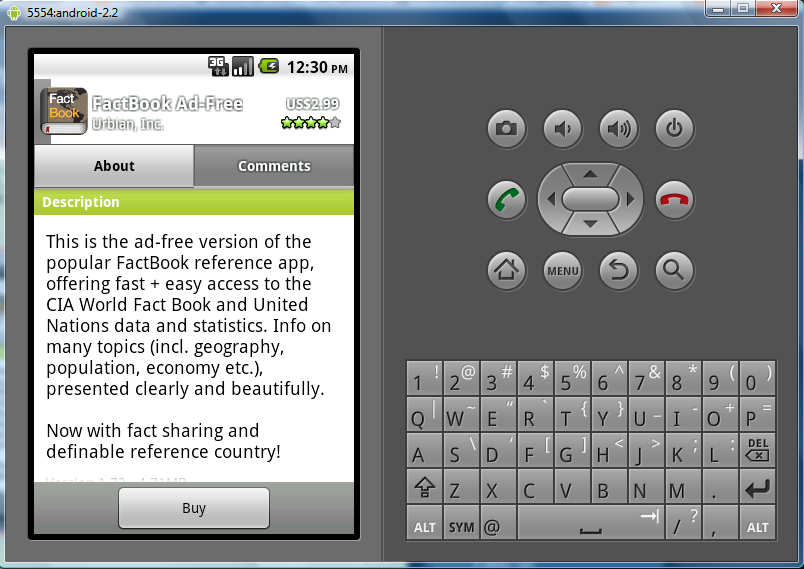 5554:android-2.2
3G 12:30 PM
Fact
Book
FactBook Ad-Free US$2.99
Urbian, Inc.
About Comments
Description
This is the ad-free version of the
popular FactBook reference app,
offering fast + easy access to the
CIA World Fact Book and United
Nations data and statistics. Info on
many topics (incl. geography,
population, economy etc.),
presented clearly and beautifully.
Now with fact sharing and
definable reference country!
Buy
MENU
1 ! 2 @ 3 # 4 $ 5 % 6 ^ 7 & 8 * 9 ( 0 )
Q | W ~ E “ R ` T { Y } U _ I - O + P =
A S \ D ‘ F [ G ] H < J > K ; L : DEL
Z X C V B N M .
ALT SYM @ / ? , ALT